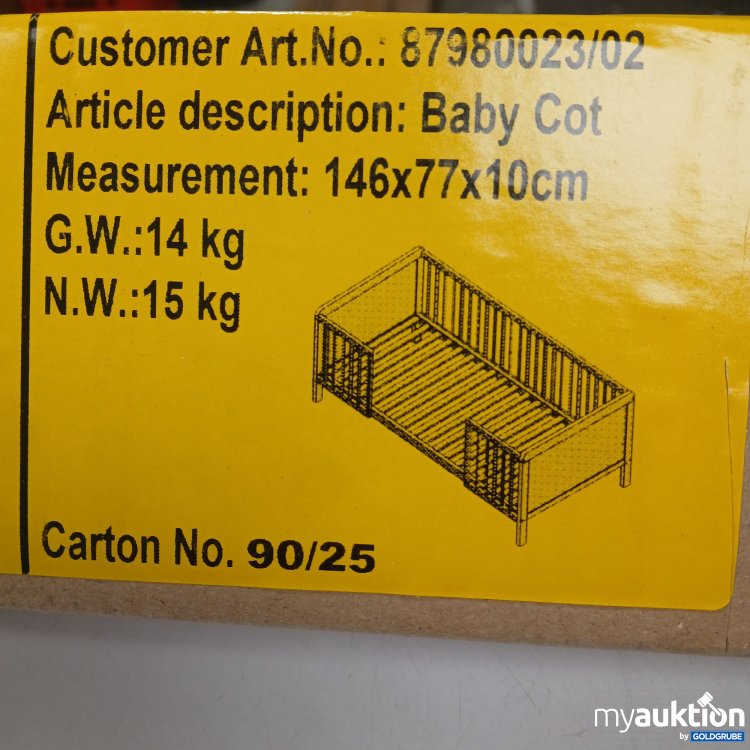 Customer Art.No.: 87980023/02
Article description: Baby Cot
Measurement: 146x77x10cm
G.W.:14 kg
N.W.:15 kg
Carton No. 90/25
myauktion
by GOLDGRUBE